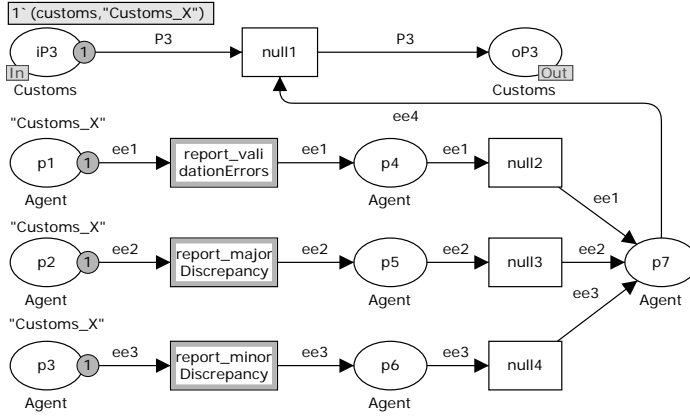 1`(customs,"Customs_X")
iP3 1 P3 null1 P3 oP3
In Out
Customs Customs
ee4
"Customs_X"
p1 1 ee1 report_vali
dationErrors ee1 p4 ee1 null2
Agent Agent
ee1
"Customs_X"
p2 1 ee2 report_major
Discrepancy ee2 p5 ee2 null3 ee2 p7
Agent Agent Agent
ee3
"Customs_X"
p3 1 ee3 report_minor
Discrepancy ee3 p6 ee3 null4
Agent Agent